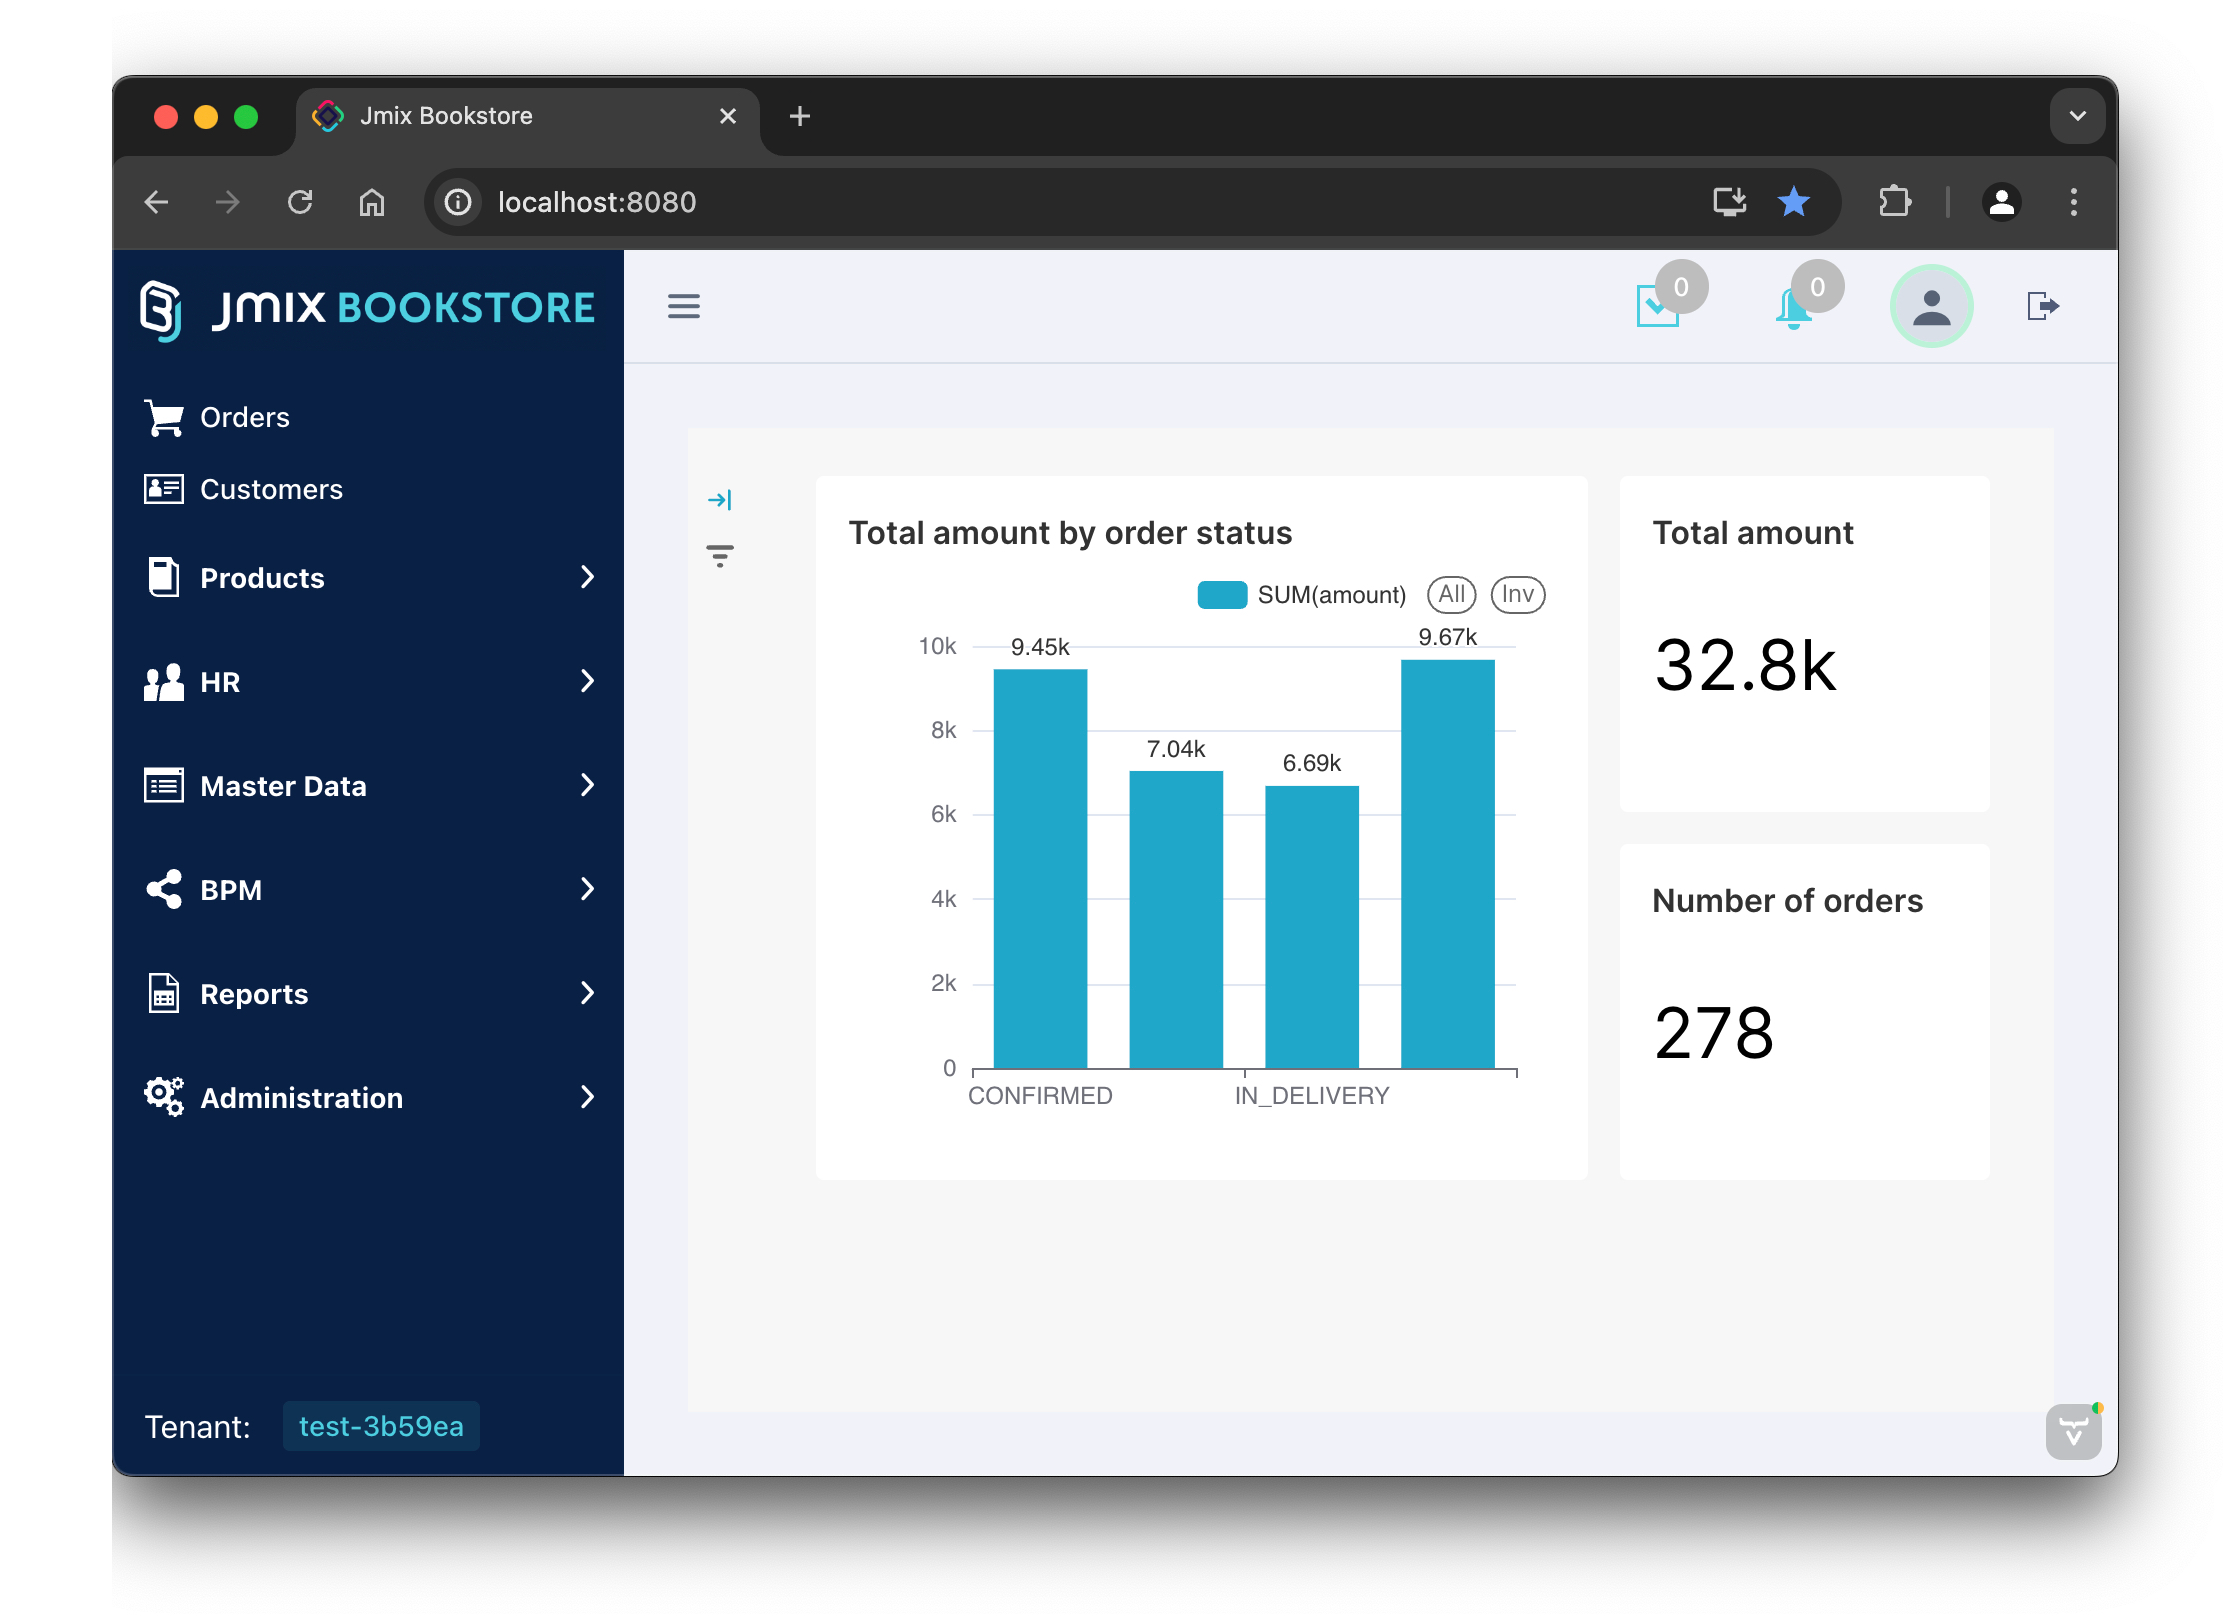 Jmix Bookstore
localhost:8080
JMIX BOOKSTORE
0
0
Orders
Customers
Products
HR
Master Data
BPM
Reports
Administration
Tenant: test-3b59ea
Total amount by order status
SUM(amount) All Inv
10k
8k
6k
4k
2k
0
9.45k
7.04k
6.69k
9.67k
CONFIRMED
IN_DELIVERY
Total amount
32.8k
Number of orders
278